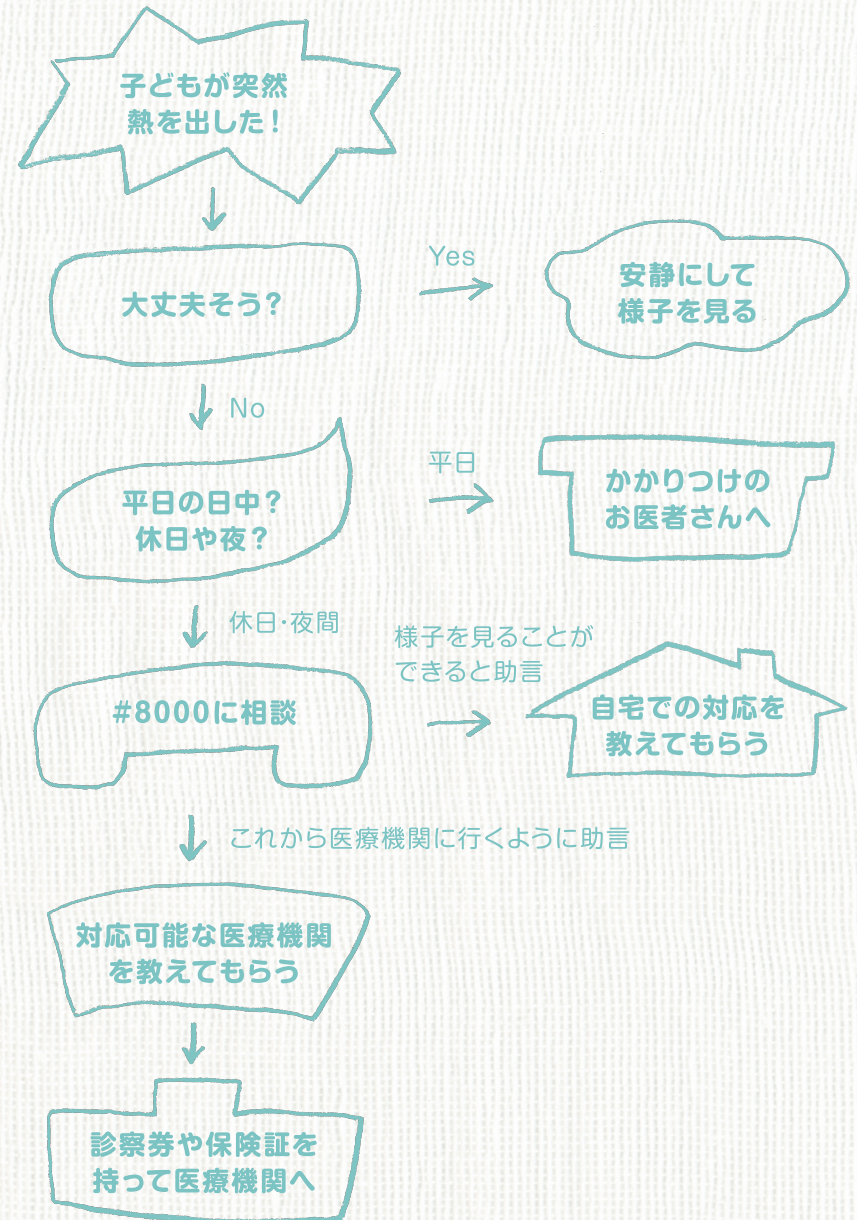 子どもが突然
熱を出した！
大丈夫そう？
Yes
安静にして
様子を見る
No
平日の日中？
休日や夜？
平日
かかりつけの
お医者さんへ
休日・夜間
#8000に相談
様子を見ることが
できると助言
自宅での対応を
教えてもらう
これから医療機関に行くように助言
対応可能な医療機関
を教えてもらう
診察券や保険証を
持って医療機関へ